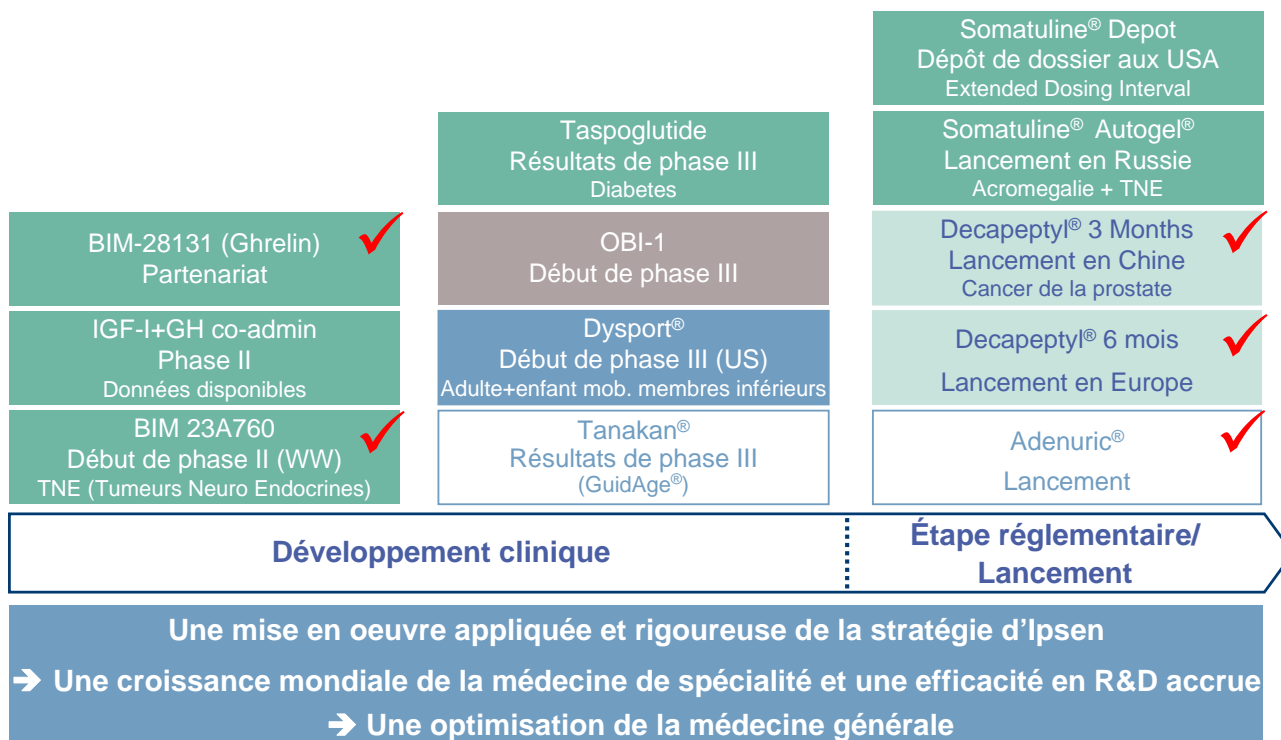 BIM-28131 (Ghrelin)
Partenariat
IGF-I+GH co-admin
Phase II
Données disponibles
BIM 23A760
Début de phase II (WW)
TNE (Tumeurs Neuro Endocrines)
Taspoglutide
Résultats de phase III
Diabetes
OBI-1
Début de phase III
Dysport®
Début de phase III (US)
Adulte+enfant mob. membres inférieurs
Tanakan®
Résultats de phase III
(GuidAge®)
Somatuline® Depot
Dépôt de dossier aux USA
Extended Dosing Interval
Somatuline® Autogel®
Lancement en Russie
Acromegalie + TNE
Decapeptyl® 3 Months
Lancement en Chine
Cancer de la prostate
Decapeptyl® 6 mois
Lancement en Europe
Adenuric®
Lancement
Développement clinique
Étape réglementaire/
Lancement
Une mise en oeuvre appliquée et rigoureuse de la stratégie d'Ipsen
➔ Une croissance mondiale de la médecine de spécialité et une efficacité en R&D accrue
➔ Une optimisation de la médecine générale